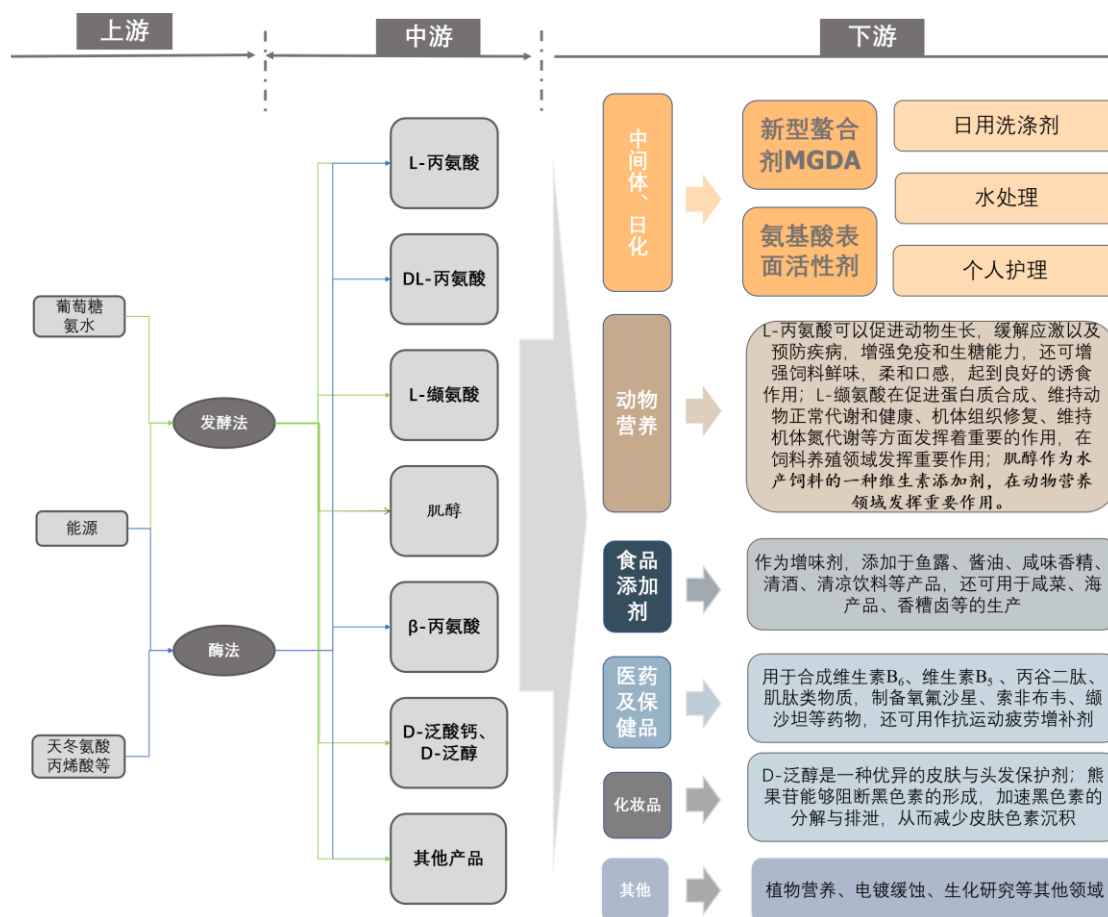 上游
中游
下游
葡萄糖
氨水
能源
天冬氨酸
丙烯酸等
发酵法
酶法
L-丙氨酸
DL-丙氨酸
L-缬氨酸
肌醇
β-丙氨酸
D-泛酸钙、
D-泛醇
其他产品
中间体、日化
新型螯合
剂MGDA
氨基酸表
面活性剂
日用洗涤剂
水处理
个人护理
动物
营养
L-丙氨酸可以促进动物生长，缓解应激以及
预防疾病，增强免疫和生糖能力，还可增
强饲料鲜味，柔和口感，起到良好的诱食
作用；L-缬氨酸在促进蛋白质合成、维持动
物正常代谢和健康、机体组织修复、维持
机体氮代谢等方面发挥着重要的作用，在
饲料养殖领域发挥重要作用；肌醇作为水
产饲料的一种维生素添加剂，在动物营养
领域发挥重要作用。
食品
添加
剂
作为增味剂，添加于鱼露、酱油、咸味香精、
清酒、清凉饮料等产品，还可用于咸菜、海
产品、香糟卤等的生产
医药
及保
健品
用于合成维生素B₆、维生素B₅、丙谷二肽、
肌肽类物质，制备氧氟沙星、索非布韦、缬
沙坦等药物，还可用作抗运动疲劳增补剂
化妆品
D-泛醇是一种优异的皮肤与头发保护剂；熊
果苷能够阻断黑色素的形成，加速黑色素的
分解与排泄，从而减少皮肤色素沉积
其他
植物营养、电镀缓蚀、生化研究等其他领域